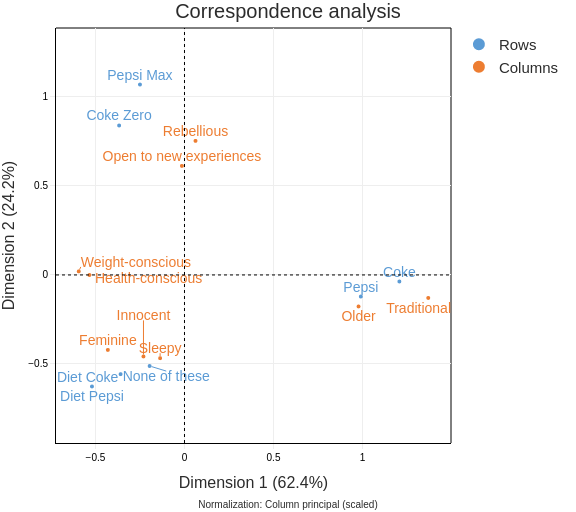 Correspondence analysis
Rows
Columns
Pepsi Max
Coke Zero
Rebellious
Open to new experiences
Weight-conscious
Health-conscious
Coke
Pepsi
Traditional
Older
Innocent
Feminine
Sleepy
Diet Coke
None of these
Diet Pepsi
1
0.5
0
−0.5
Dimension 2 (24.2%)
−0.5
0
0.5
1
Dimension 1 (62.4%)
Normalization: Column principal (scaled)